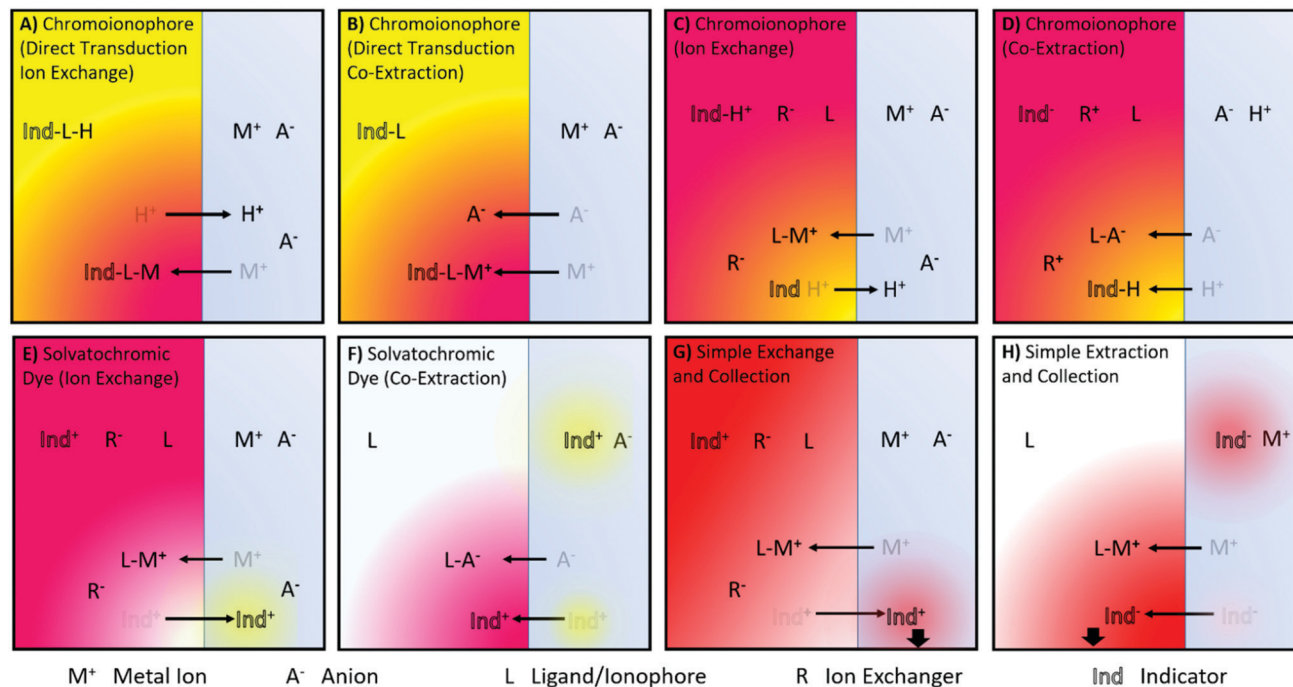 A) Chromoionophore
(Direct Transduction
Ion Exchange)
Ind-L-H
M⁺ A⁻
H⁺ H⁺
A⁻
Ind-L-M M⁺
B) Chromoionophore
(Direct Transduction
Co-Extraction)
Ind-L
M⁺ A⁻
A⁻ A⁻
Ind-L-M⁺ M⁺
C) Chromoionophore
(Ion Exchange)
Ind-H⁺ R⁻ L M⁺ A⁻
L-M⁺ M⁺
R⁻ A⁻
Ind H⁺ H⁺
D) Chromoionophore
(Co-Extraction)
Ind⁻ R⁺ L A⁻ H⁺
L-A⁻ A⁻
R⁺
Ind-H H⁺
E) Solvatochromic
Dye (Ion Exchange)
Ind⁺ R⁻ L M⁺ A⁻
L-M⁺ M⁺
R⁻ A⁻
Ind⁺ Ind⁺
F) Solvatochromic
Dye (Co-Extraction)
L Ind⁺ A⁻
L-A⁻ A⁻
Ind⁺ Ind⁺
G) Simple Exchange
and Collection
Ind⁺ R⁻ L M⁺ A⁻
L-M⁺ M⁺
R⁻
Ind⁺ Ind⁺
H) Simple Extraction
and Collection
L Ind⁻ M⁺
L-M⁺ M⁺
Ind⁻ Ind⁻
M⁺ Metal Ion A⁻ Anion L Ligand/Ionophore R Ion Exchanger Ind Indicator